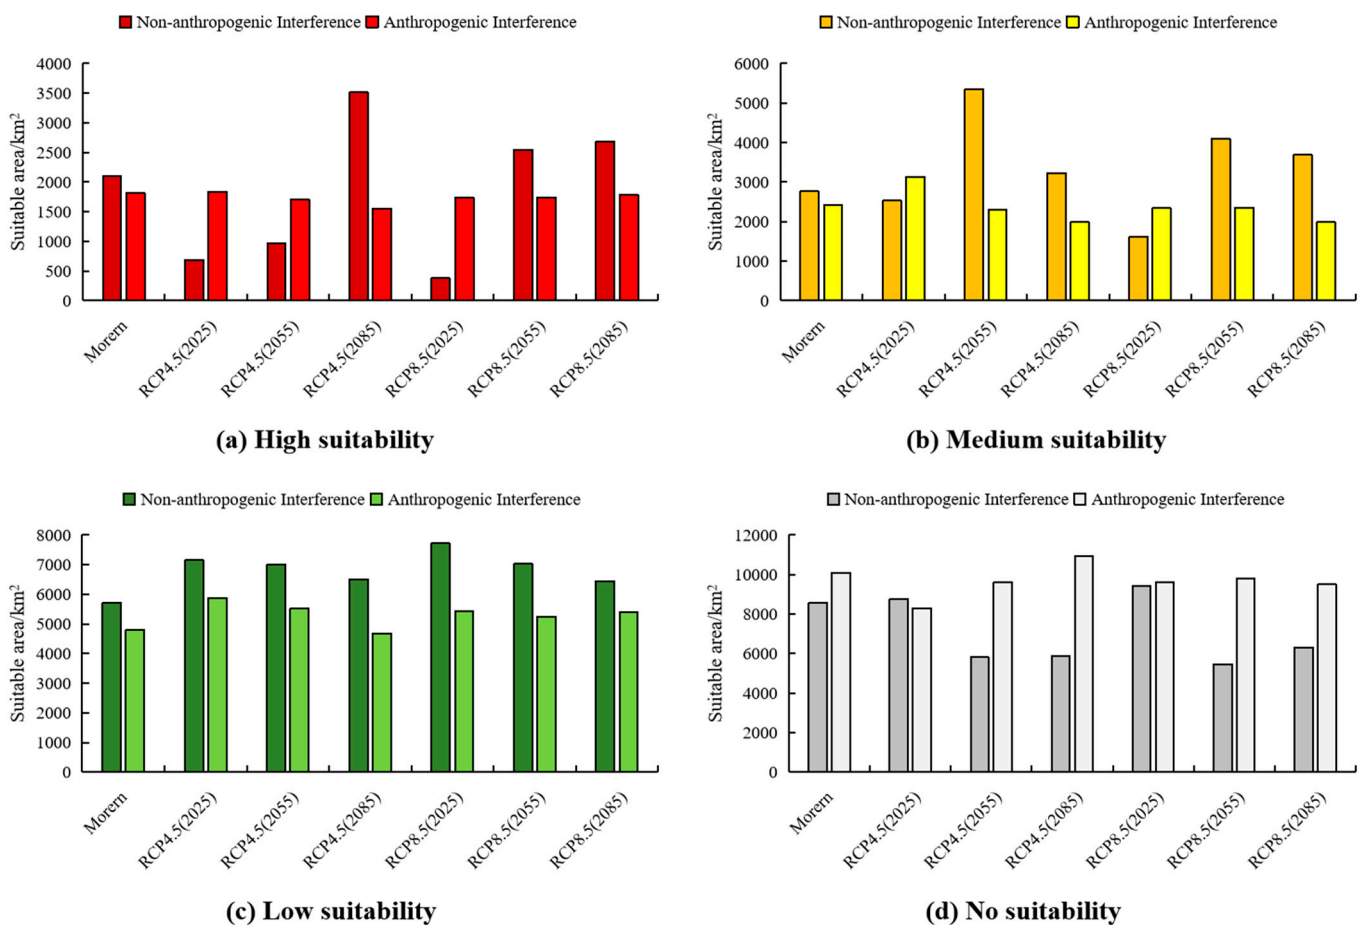 Non-anthropogenic Interference Anthropogenic Interference
Suitable area/km²
4000
3500
3000
2500
2000
1500
1000
500
0
Morern
RCP4.5(2025)
RCP4.5(2055)
RCP4.5(2085)
RCP8.5(2025)
RCP8.5(2055)
RCP8.5(2085)
(a) High suitability
Non-anthropogenic Interference Anthropogenic Interference
Suitable area/km²
6000
5000
4000
3000
2000
1000
0
Morern
RCP4.5(2025)
RCP4.5(2055)
RCP4.5(2085)
RCP8.5(2025)
RCP8.5(2055)
RCP8.5(2085)
(b) Medium suitability
Non-anthropogenic Interference Anthropogenic Interference
Suitable area/km²
8000
7000
6000
5000
4000
3000
2000
1000
0
Morern
RCP4.5(2025)
RCP4.5(2055)
RCP4.5(2085)
RCP8.5(2025)
RCP8.5(2055)
RCP8.5(2085)
(c) Low suitability
Non-anthropogenic Interference Anthropogenic Interference
Suitable area/km²
12000
10000
8000
6000
4000
2000
0
Morern
RCP4.5(2025)
RCP4.5(2055)
RCP4.5(2085)
RCP8.5(2025)
RCP8.5(2055)
RCP8.5(2085)
(d) No suitability